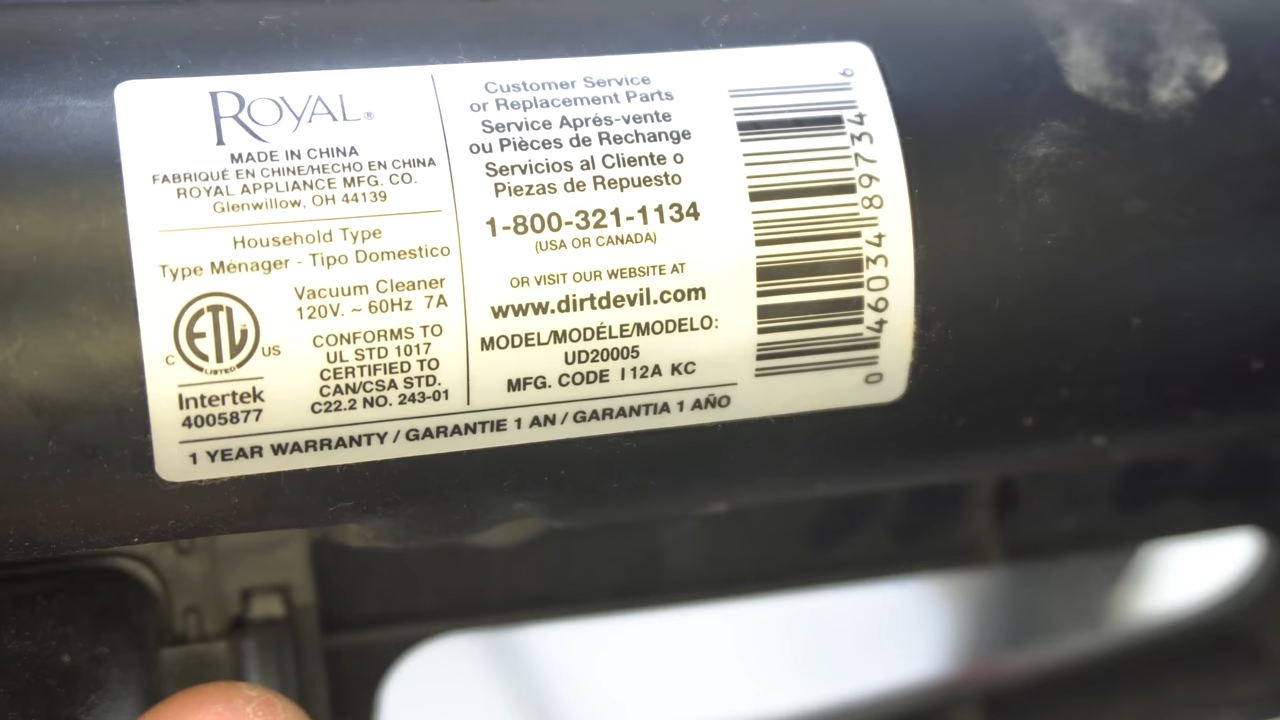 ROYAL®
MADE IN CHINA
FABRIQUÉ EN CHINE/HECHO EN CHINA
ROYAL APPLIANCE MFG. CO.
Glenwillow, OH 44139
Household Type
Type Ménager - Tipo Domestico
ETL
LISTED
C
US
Intertek
4005877
Vacuum Cleaner
120V. ~ 60Hz 7A
CONFORMS TO
UL STD 1017
CERTIFIED TO
CAN/CSA STD.
C22.2 NO. 243-01
Customer Service
or Replacement Parts
Service Aprés-vente
ou Pièces de Rechange
Servicios al Cliente o
Piezas de Repuesto
1-800-321-1134
(USA OR CANADA)
OR VISIT OUR WEBSITE AT
www.dirtdevil.com
MODEL/MODÉLE/MODELO:
UD20005
MFG. CODE I12A KC
1 YEAR WARRANTY / GARANTIE 1 AN / GARANTIA 1 AÑO
0 46034 89734 6